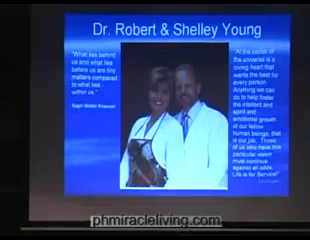 Dr. Robert & Shelley Young
"What lies behind
us and what lies
before us are tiny
matters compared
to what lies
within us."
Ralph Waldo Emerson
"At the center of
the universe is a
loving heart that
wants the best for
every person.
Anything we can
do to help foster
the intellect and
spirit and
emotional growth
of our fellow
human beings, that
is our job. Those
of us who have this
particular vision
must continue
against all odds.
Life is for Service!"
phmiracleliving.com